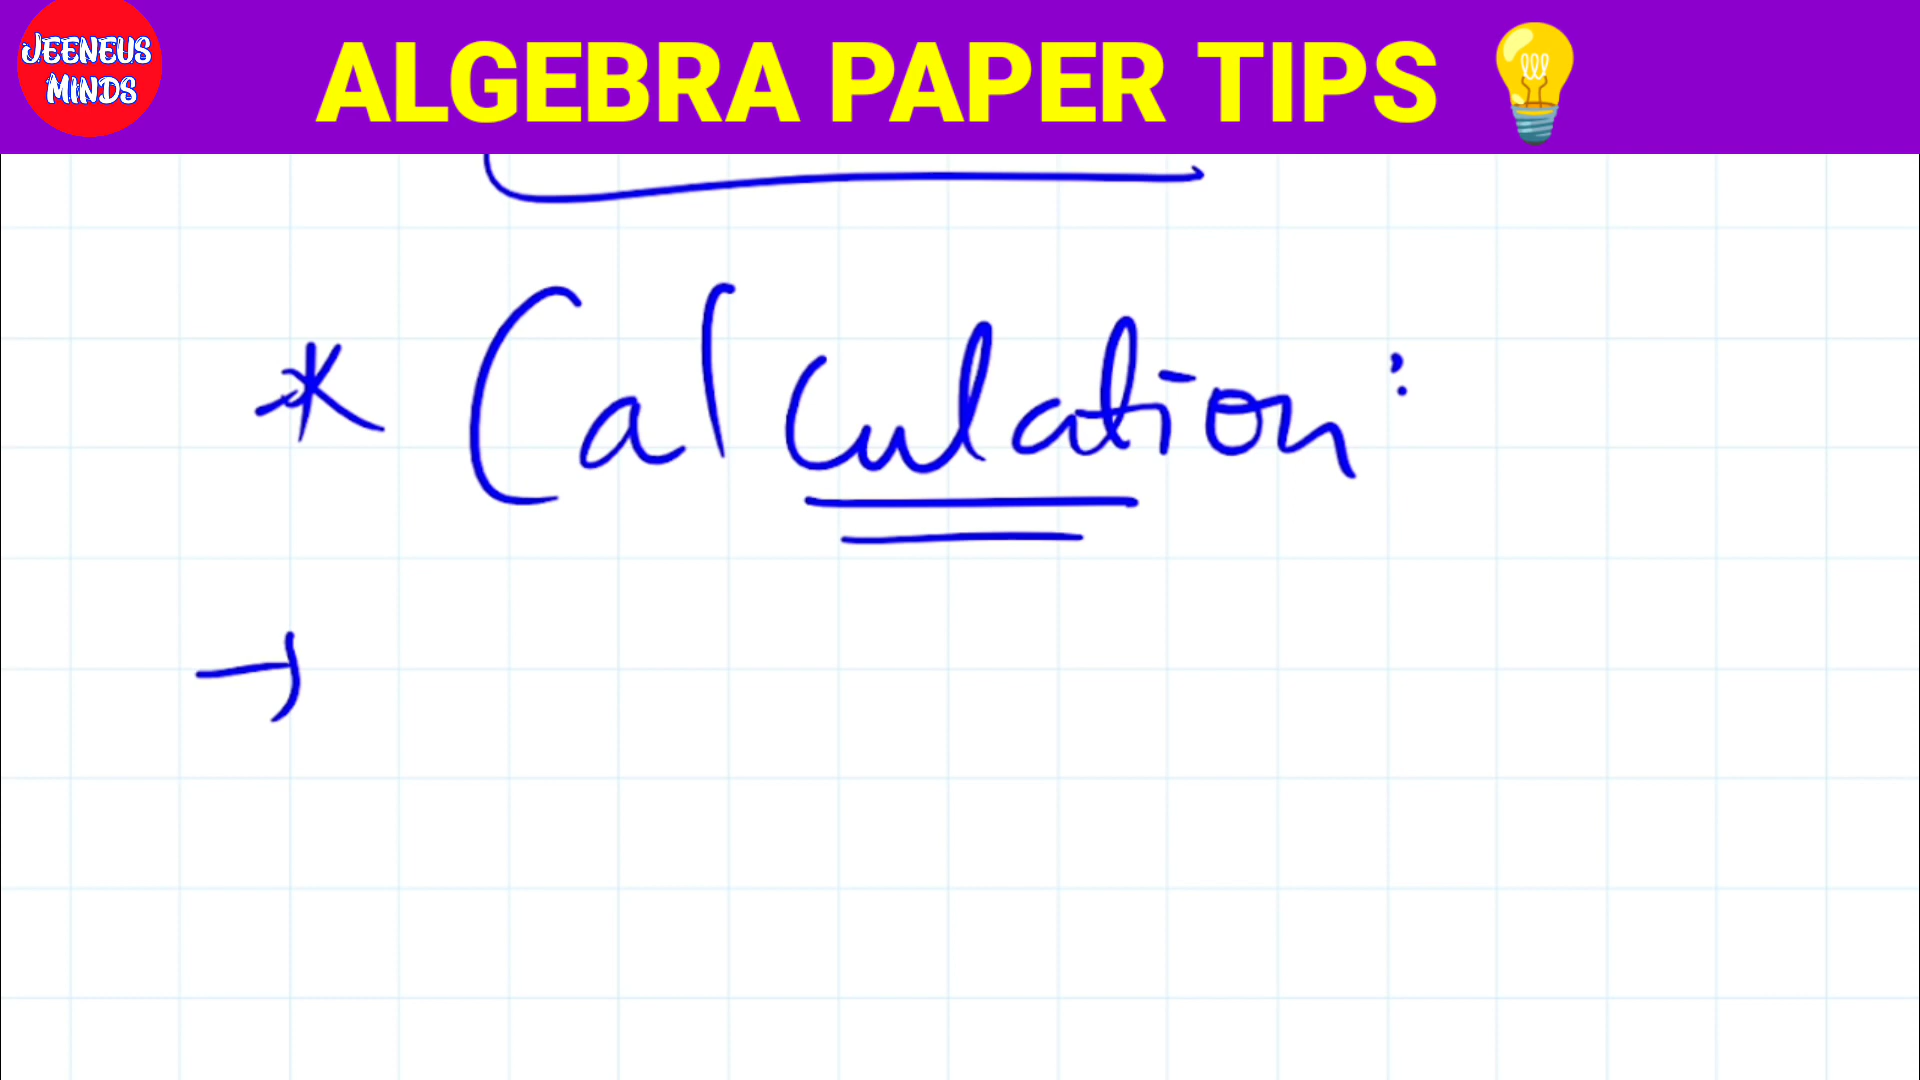 JEENEUS
MINDS
ALGEBRA PAPER TIPS
* Calculation:
→